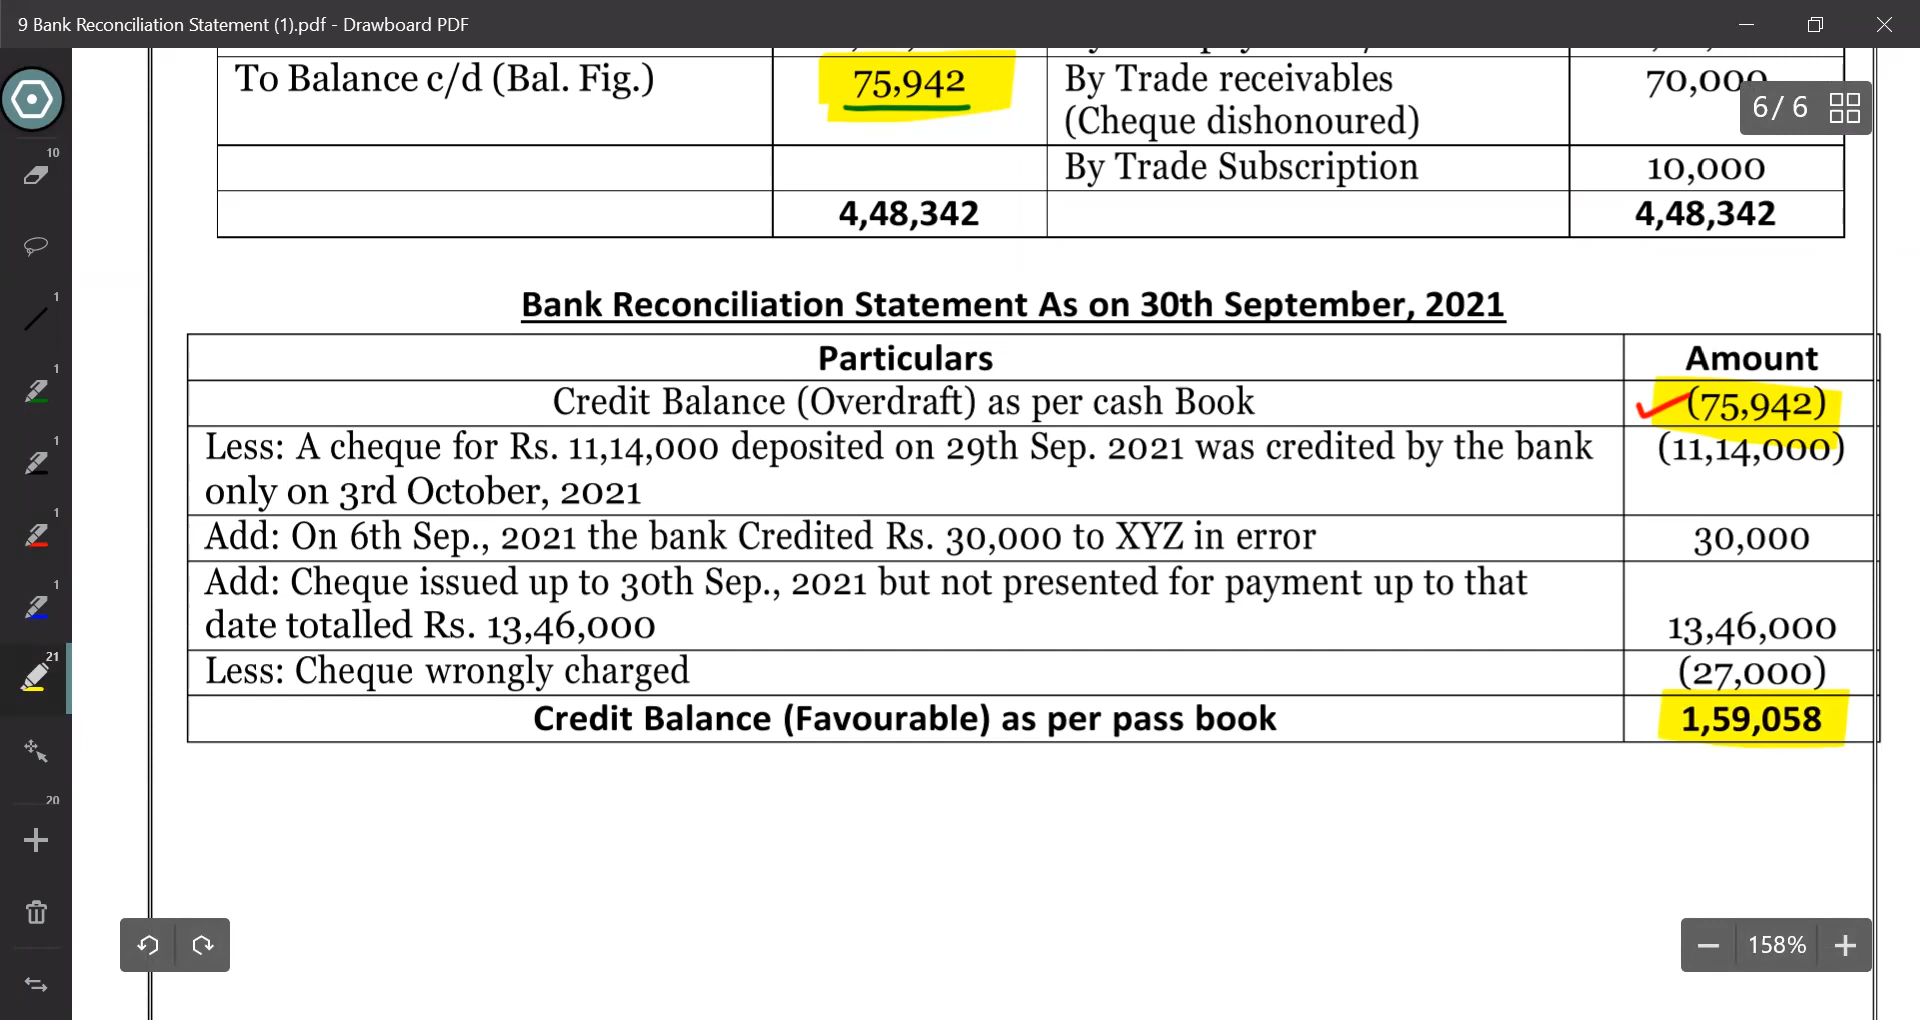 9 Bank Reconciliation Statement (1).pdf - Drawboard PDF
To Balance c/d (Bal. Fig.) 75,942 By Trade receivables 70,000
(Cheque dishonoured)
6/ 6
10
By Trade Subscription 10,000
4,48,342 4,48,342
Bank Reconciliation Statement As on 30th September, 2021
1
Particulars Amount
1
Credit Balance (Overdraft) as per cash Book (75,942)
Less: A cheque for Rs. 11,14,000 deposited on 29th Sep. 2021 was credited by the bank (11,14,000)
1
only on 3rd October, 2021
1
Add: On 6th Sep., 2021 the bank Credited Rs. 30,000 to XYZ in error 30,000
Add: Cheque issued up to 30th Sep., 2021 but not presented for payment up to that
1
date totalled Rs. 13,46,000 13,46,000
21
Less: Cheque wrongly charged (27,000)
Credit Balance (Favourable) as per pass book 1,59,058
20
158%